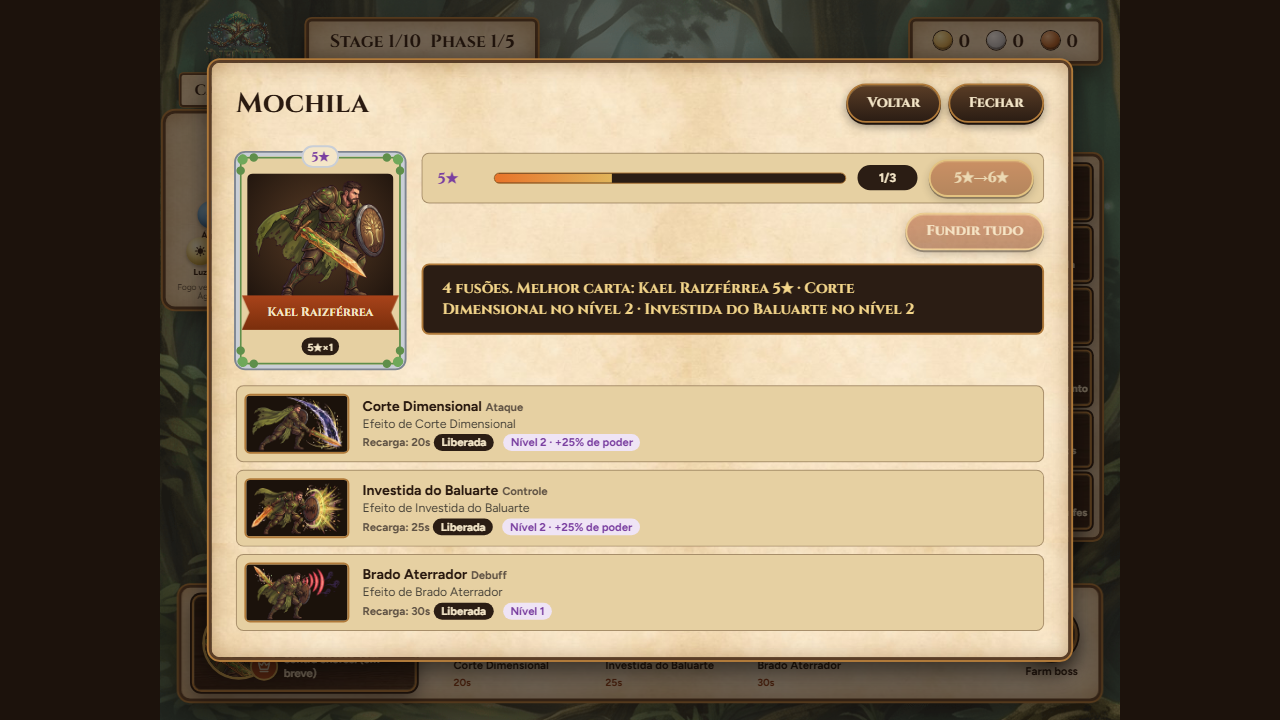 Stage 1/10 Phase 1/5
0 0 0
Mochila
Voltar
Fechar
5★
5★
1/3
5★→6★
Fundir tudo
4 fusões. Melhor carta: Kael Raizférrea 5★ · Corte
Dimensional no nível 2 · Investida do Baluarte no nível 2
Kael Raizférrea
5★×1
Corte Dimensional Ataque
Efeito de Corte Dimensional
Recarga: 20s Liberada Nível 2 · +25% de poder
Investida do Baluarte Controle
Efeito de Investida do Baluarte
Recarga: 25s Liberada Nível 2 · +25% de poder
Brado Aterrador Debuff
Efeito de Brado Aterrador
Recarga: 30s Liberada Nível 1
breve)
Corte Dimensional
20s
Investida do Baluarte
25s
Brado Aterrador
30s
Farm boss